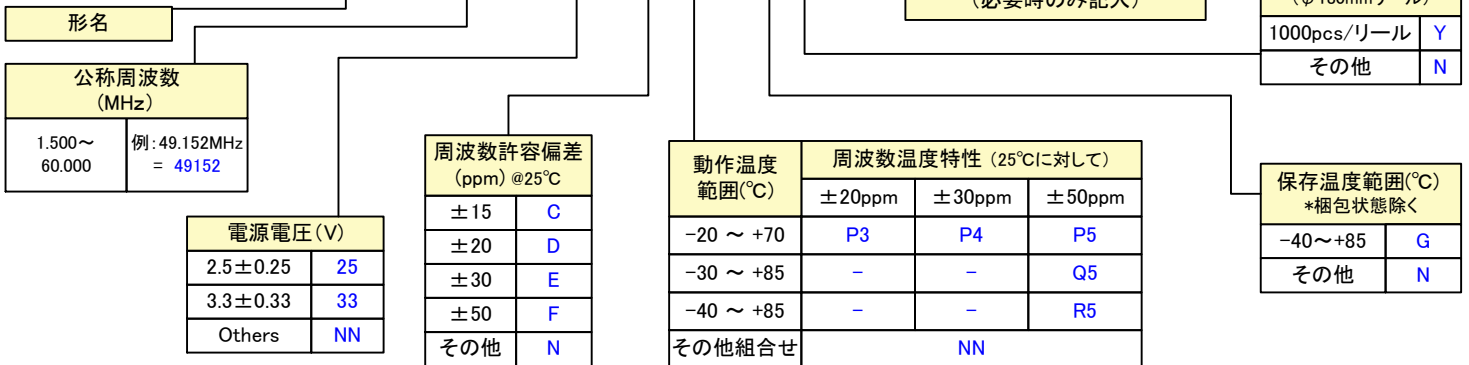 形名
(必要時のみ記入)
1000pcs/リール Y
その他 N
公称周波数
(MHz)
1.500～
60.000
例:49.152MHz
= 49152
電源電圧(V)
2.5±0.25 25
3.3±0.33 33
Others NN
周波数許容偏差
(ppm) @25℃
±15 C
±20 D
±30 E
±50 F
その他 N
動作温度
範囲(℃)
周波数温度特性 (25℃に対して)
±20ppm ±30ppm ±50ppm
-20 ～ +70 P3 P4 P5
-30 ～ +85 - - Q5
-40 ～ +85 - - R5
その他組合せ NN
保存温度範囲(℃)
*梱包状態除く
-40～+85 G
その他 N